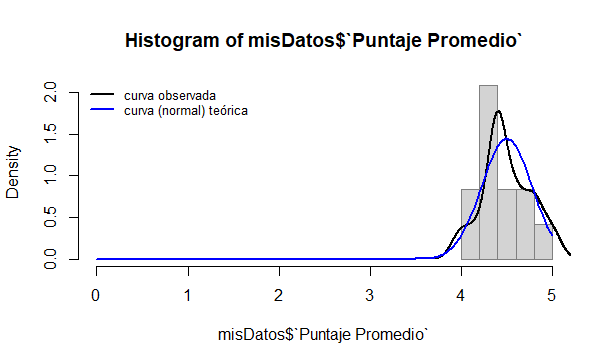 Histogram of misDatos$`Puntaje Promedio`
curva observada
curva (normal) teórica
Density
0.0
0.5
1.0
1.5
2.0
0
1
2
3
4
5
misDatos$`Puntaje Promedio`